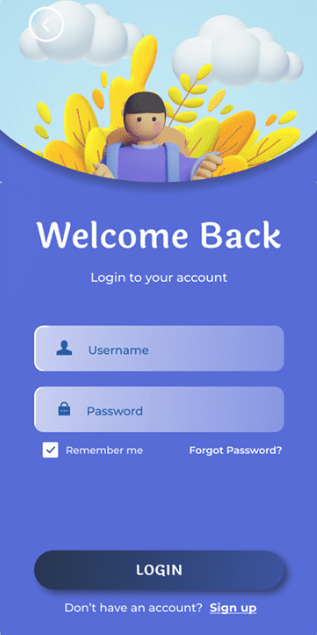 Welcome Back
Login to your account
Username
Password
Remember me Forgot Password?
LOGIN
Don't have an account? Sign up